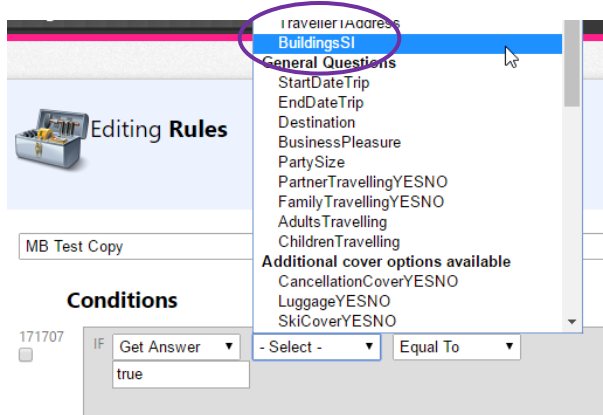 Traveller1Address
BuildingsSI
General Questions
StartDateTrip
EndDateTrip
Destination
BusinessPleasure
PartySize
PartnerTravellingYESNO
FamilyTravellingYESNO
AdultsTravelling
ChildrenTravelling
Additional cover options available
CancellationCoverYESNO
LuggageYESNO
SkiCoverYESNO
Editing Rules
MB Test Copy
Conditions
171707
IF Get Answer - Select - Equal To
true